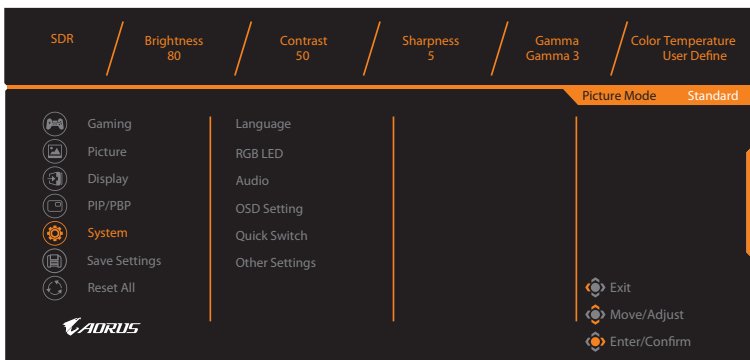 SDR
Brightness
80
Contrast
50
Sharpness
5
Gamma
Gamma 3
Color Temperature
User Define
Picture Mode Standard
Gaming
Picture
Display
PIP/PBP
System
Save Settings
Reset All
Language
RGB LED
Audio
OSD Setting
Quick Switch
Other Settings
Exit
Move/Adjust
Enter/Confirm
AORUS